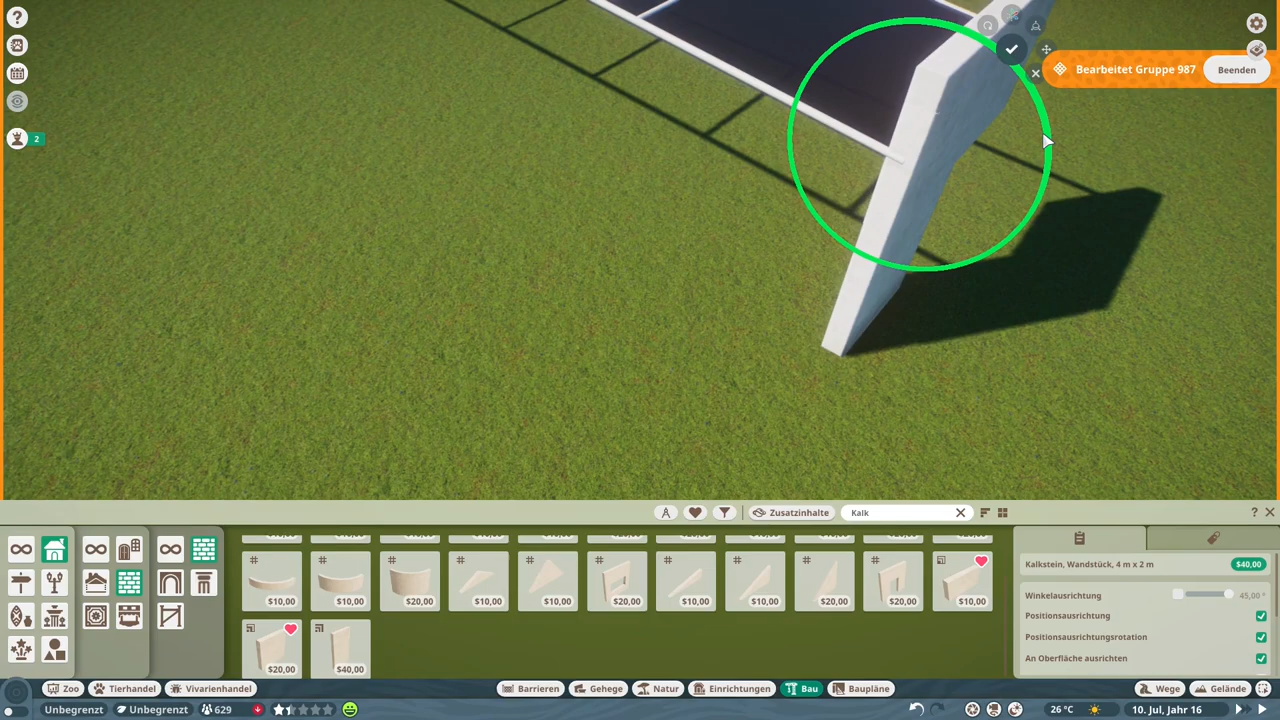 ?
Bearbeitet Gruppe 987
Beenden
2
Zusatzinhalte
Kalk
?
$10,00
$10,00
$20,00
$10,00
$10,00
$20,00
$10,00
$10,00
$20,00
$20,00
$10,00
$20,00
$40,00
Kalkstein, Wandstück, 4 m x 2 m
$40,00
Winkelausrichtung
45,00 °
Positionsausrichtung
Positionsausrichtungsrotation
An Oberfläche ausrichten
Zoo
Tierhandel
Vivarienhandel
Barrieren
Gehege
Natur
Einrichtungen
Bau
Baupläne
Wege
Gelände
Unbegrenzt
Unbegrenzt
629
26 °C
10. Jul, Jahr 16